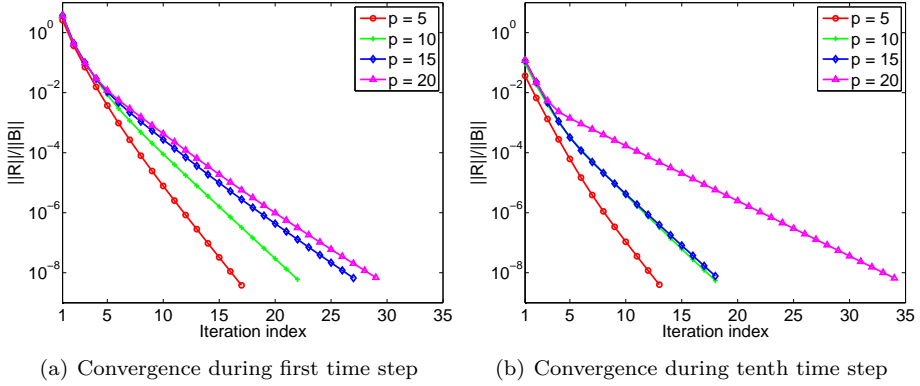 10^0
10^-2
10^-4
10^-6
10^-8
||R||/||B||
1 5 10 15 20 25 30 35
Iteration index
p = 5
p = 10
p = 15
p = 20
(a) Convergence during first time step
10^0
10^-2
10^-4
10^-6
10^-8
||R||/||B||
1 5 10 15 20 25 30 35
Iteration index
p = 5
p = 10
p = 15
p = 20
(b) Convergence during tenth time step